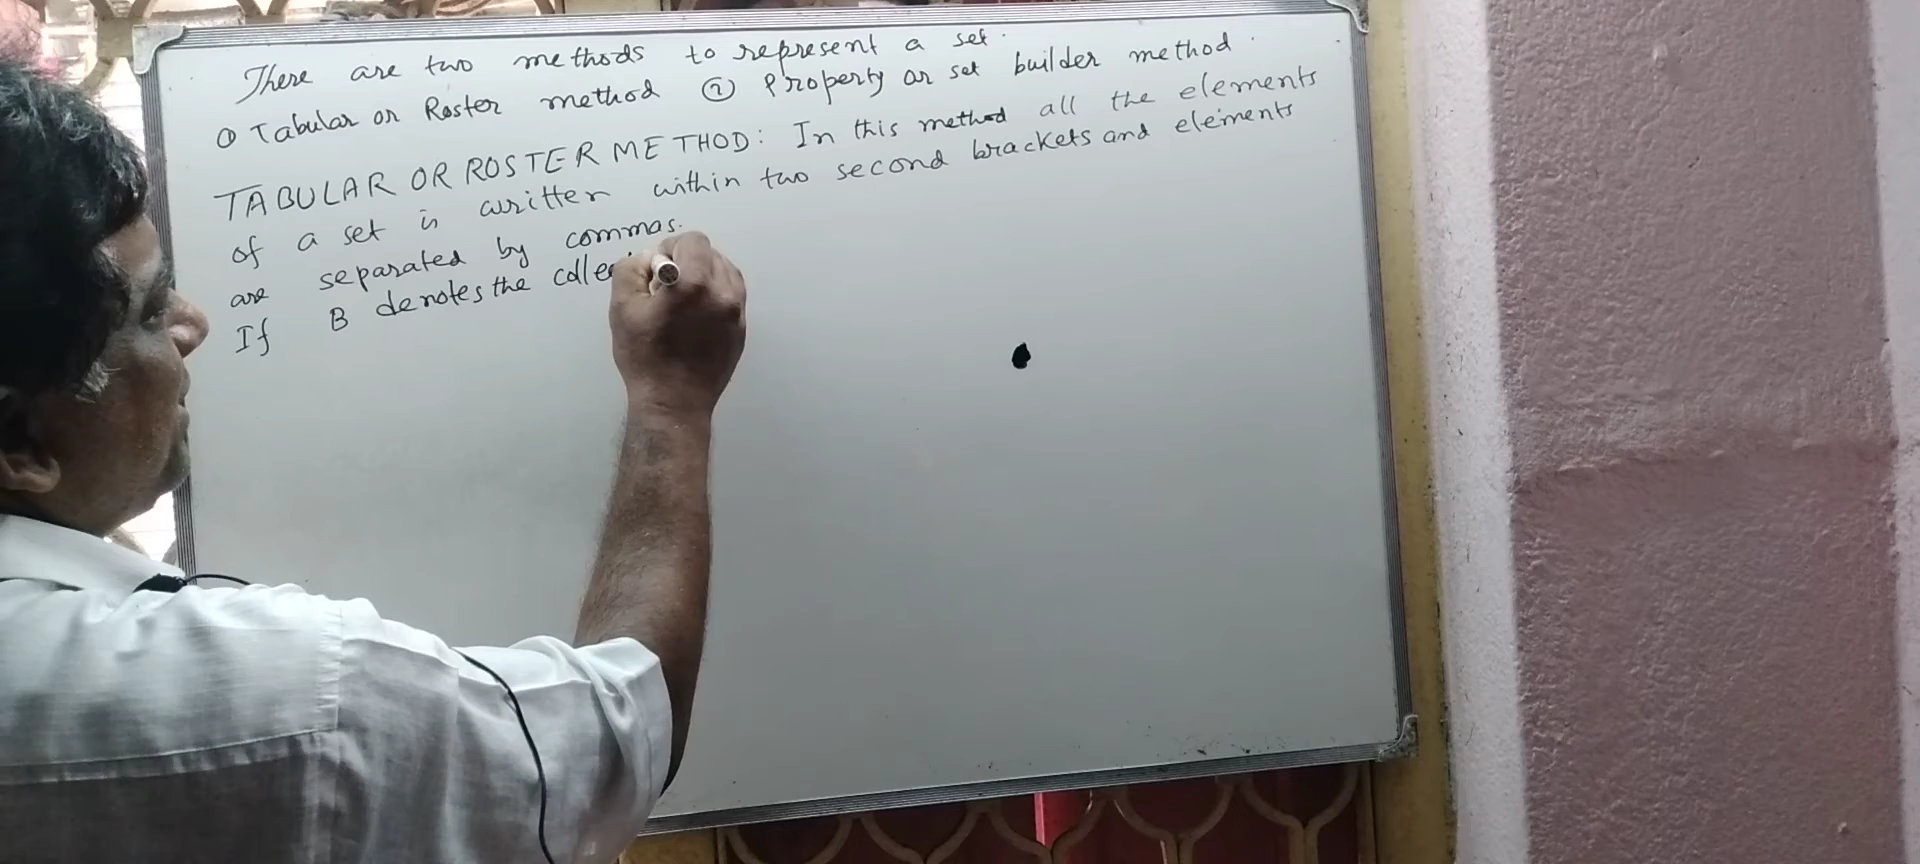 There are two methods to represent a set.
① Tabular or Roster method ② Property or set builder method.
TABULAR OR ROSTER METHOD: In this method all the elements
of a set is written within two second brackets and elements
are separated by commas.
If B denotes the